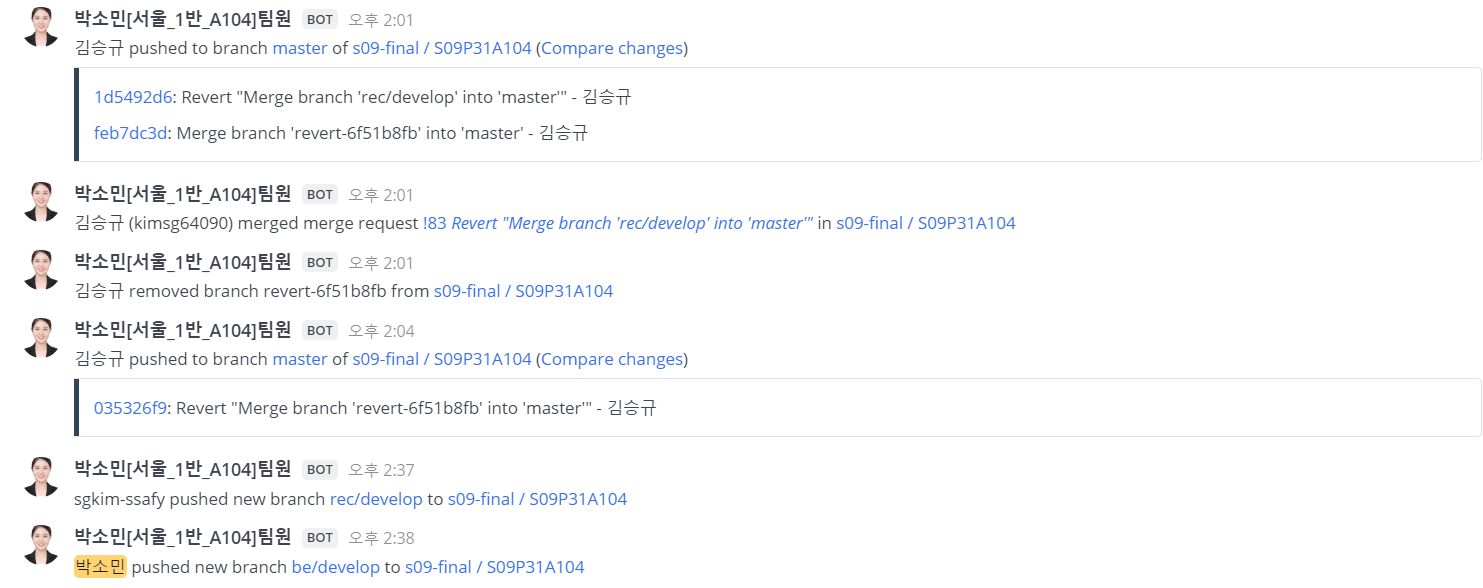 박소민[서울_1반_A104]팀원 BOT 오후 2:01
김승규 pushed to branch master of s09-final / S09P31A104 (Compare changes)
1d5492d6: Revert "Merge branch 'rec/develop' into 'master'" - 김승규
feb7dc3d: Merge branch 'revert-6f51b8fb' into 'master' - 김승규
박소민[서울_1반_A104]팀원 BOT 오후 2:01
김승규 (kimsg64090) merged merge request !83 Revert "Merge branch 'rec/develop' into 'master'" in s09-final / S09P31A104
박소민[서울_1반_A104]팀원 BOT 오후 2:01
김승규 removed branch revert-6f51b8fb from s09-final / S09P31A104
박소민[서울_1반_A104]팀원 BOT 오후 2:04
김승규 pushed to branch master of s09-final / S09P31A104 (Compare changes)
035326f9: Revert "Merge branch 'revert-6f51b8fb' into 'master'" - 김승규
박소민[서울_1반_A104]팀원 BOT 오후 2:37
sgkim-ssafy pushed new branch rec/develop to s09-final / S09P31A104
박소민[서울_1반_A104]팀원 BOT 오후 2:38
박소민 pushed new branch be/develop to s09-final / S09P31A104